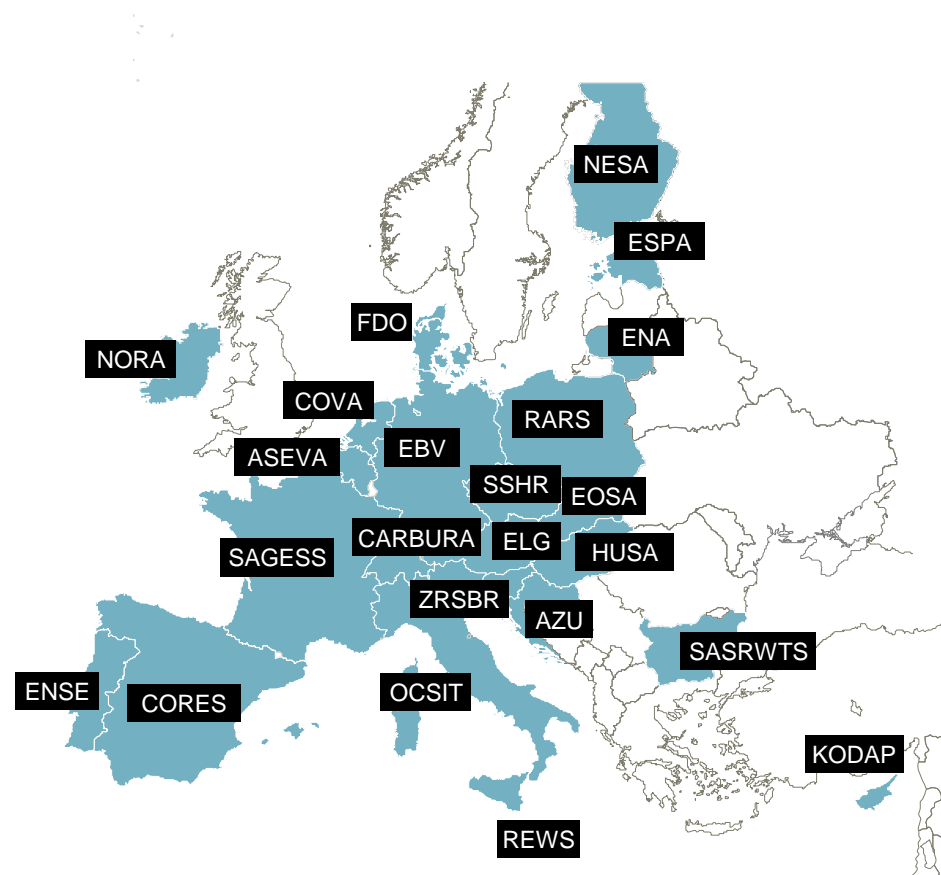 NESA
ESPA
FDO
ENA
NORA
COVA
RARS
EBV
ASEVA
SSHR
EOSA
CARBURA
ELG
SAGESS
HUSA
ZRSBR
AZU
SASRWTS
ENSE
CORES
OCSIT
KODAP
REWS